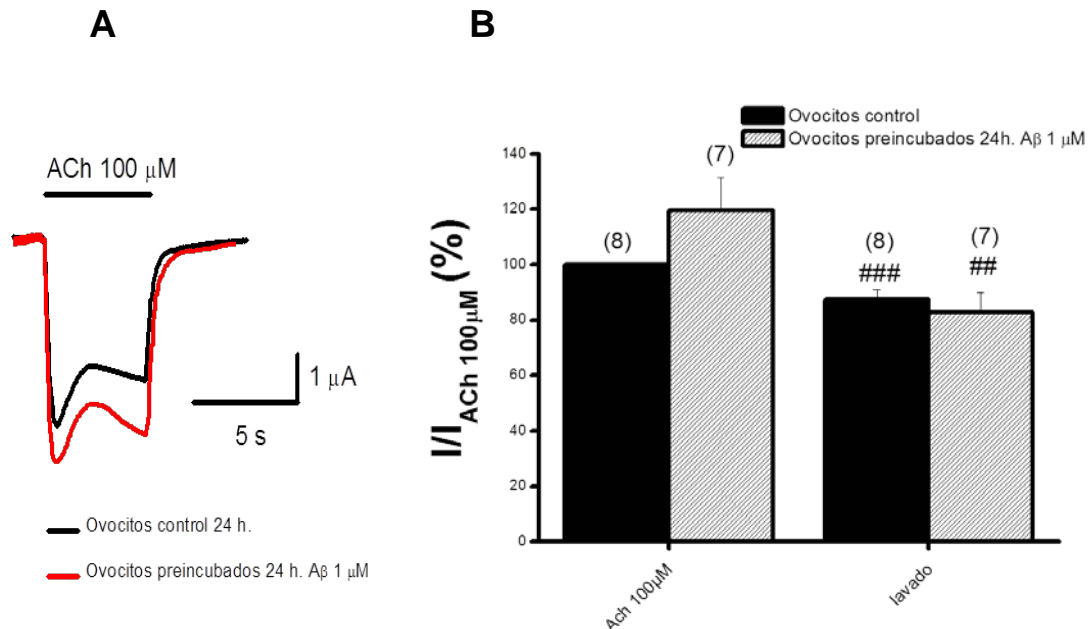 A
ACh 100 μM
1 μA
5 s
Ovocitos control 24 h.
Ovocitos preincubados 24 h. Aβ 1 μM
B
Ovocitos control
Ovocitos preincubados 24h. Aβ 1 μM
I/I ACh 100μM (%)
140
120
100
80
60
40
20
0
(8)
(7)
(8)
###
(7)
##
Ach 100μM
lavado